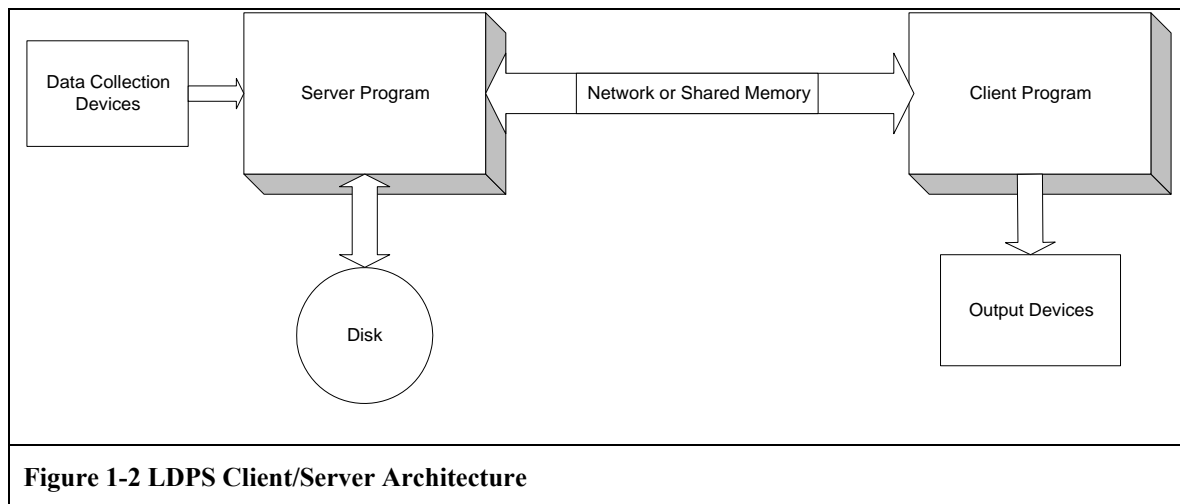 Data Collection
Devices
Server Program
Network or Shared Memory
Client Program
Disk
Output Devices
Figure 1-2 LDPS Client/Server Architecture